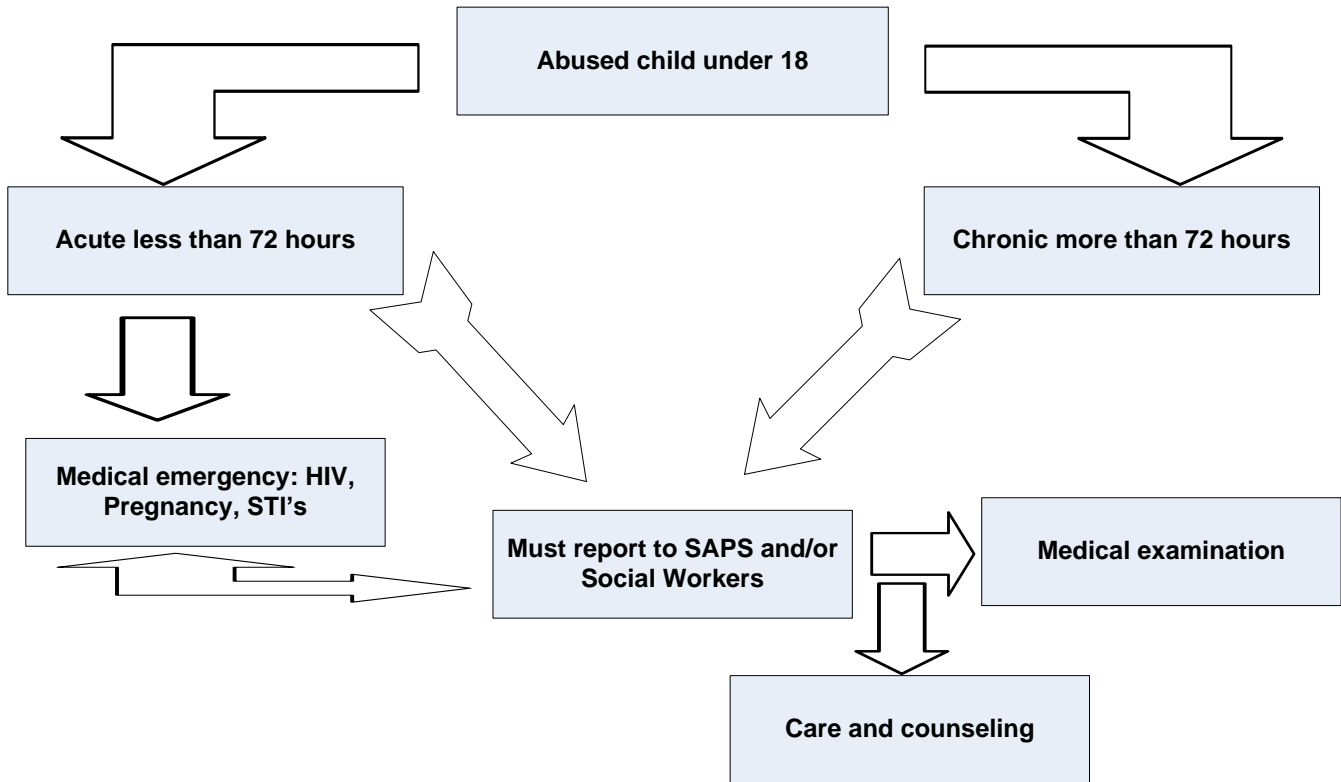 Abused child under 18
Acute less than 72 hours
Chronic more than 72 hours
Medical emergency: HIV,
Pregnancy, STI's
Must report to SAPS and/or
Social Workers
Medical examination
Care and counseling